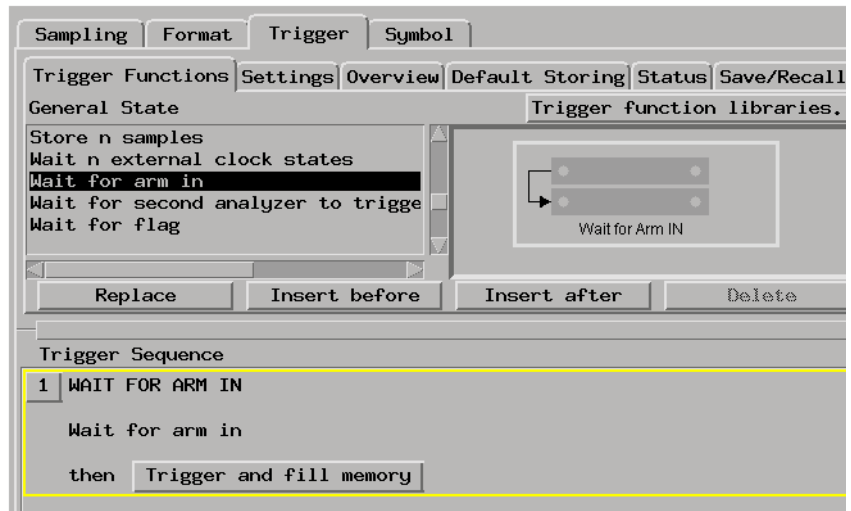 Sampling Format Trigger Symbol
Trigger Functions Settings Overview Default Storing Status Save/Recall
General State Trigger function libraries.
Store n samples
Wait n external clock states
Wait for arm in
Wait for second analyzer to trigge
Wait for flag
Wait for Arm IN
Replace Insert before Insert after Delete
Trigger Sequence
1 WAIT FOR ARM IN
Wait for arm in
then Trigger and fill memory